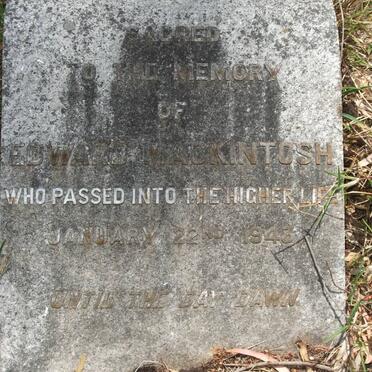 SACRED
TO THE MEMORY
OF
EDWARD MACKINTOSH
WHO PASSED INTO THE HIGHER LIFE
JANUARY 22ND
UNTIL THE DAY DAWN